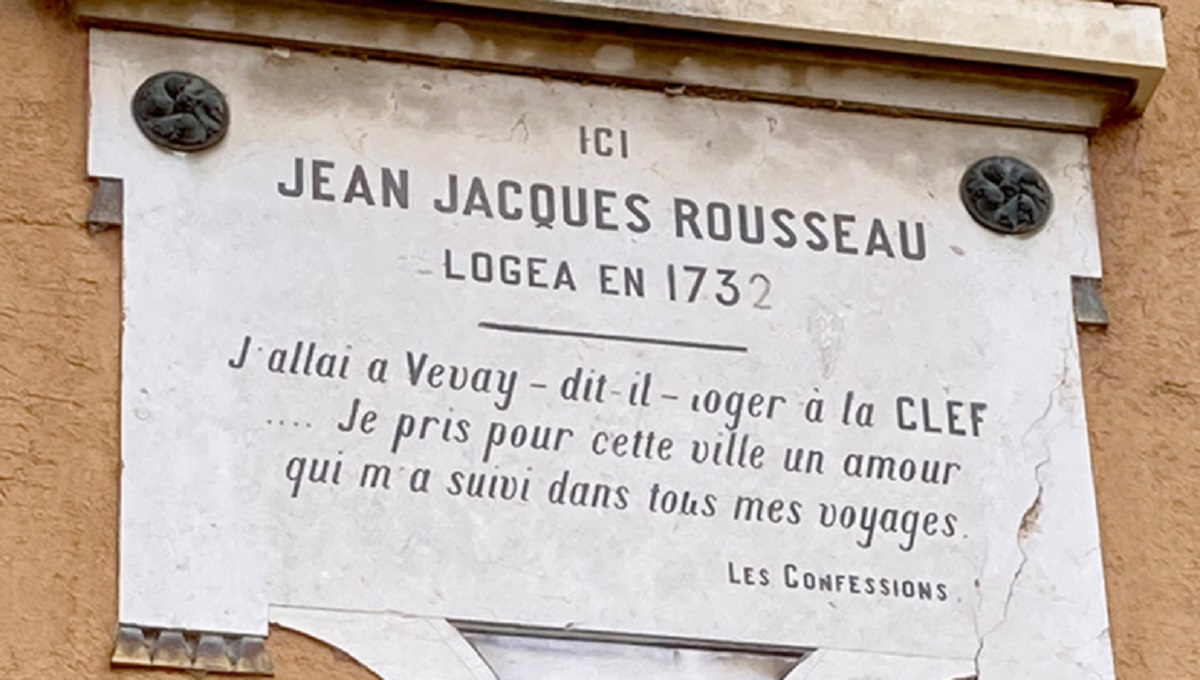 ICI
JEAN JACQUES ROUSSEAU
LOGEA EN 1732
J'allai a Vevay - dit-il - loger à la CLEF
.... Je pris pour cette ville un amour
qui m'a suivi dans tous mes voyages.
LES CONFESSIONS.